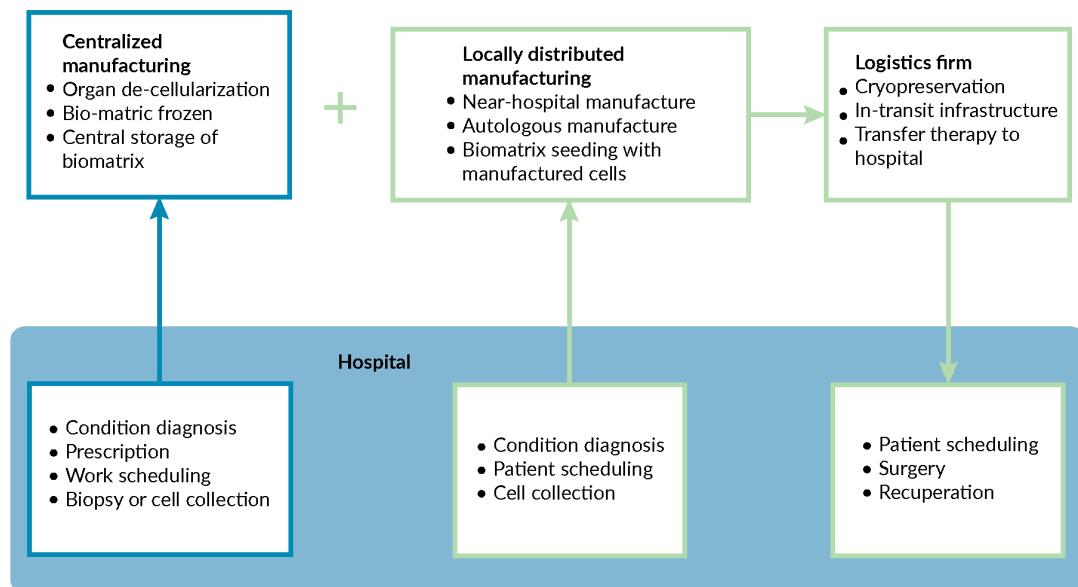 Centralized
manufacturing
• Organ de-cellularization
• Bio-matric frozen
• Central storage of
biomatrix
+
Locally distributed
manufacturing
• Near-hospital manufacture
• Autologous manufacture
• Biomatrix seeding with
manufactured cells
Logistics firm
• Cryopreservation
• In-transit infrastructure
• Transfer therapy to
hospital
Hospital
• Condition diagnosis
• Prescription
• Work scheduling
• Biopsy or cell collection
• Condition diagnosis
• Patient scheduling
• Cell collection
• Patient scheduling
• Surgery
• Recuperation